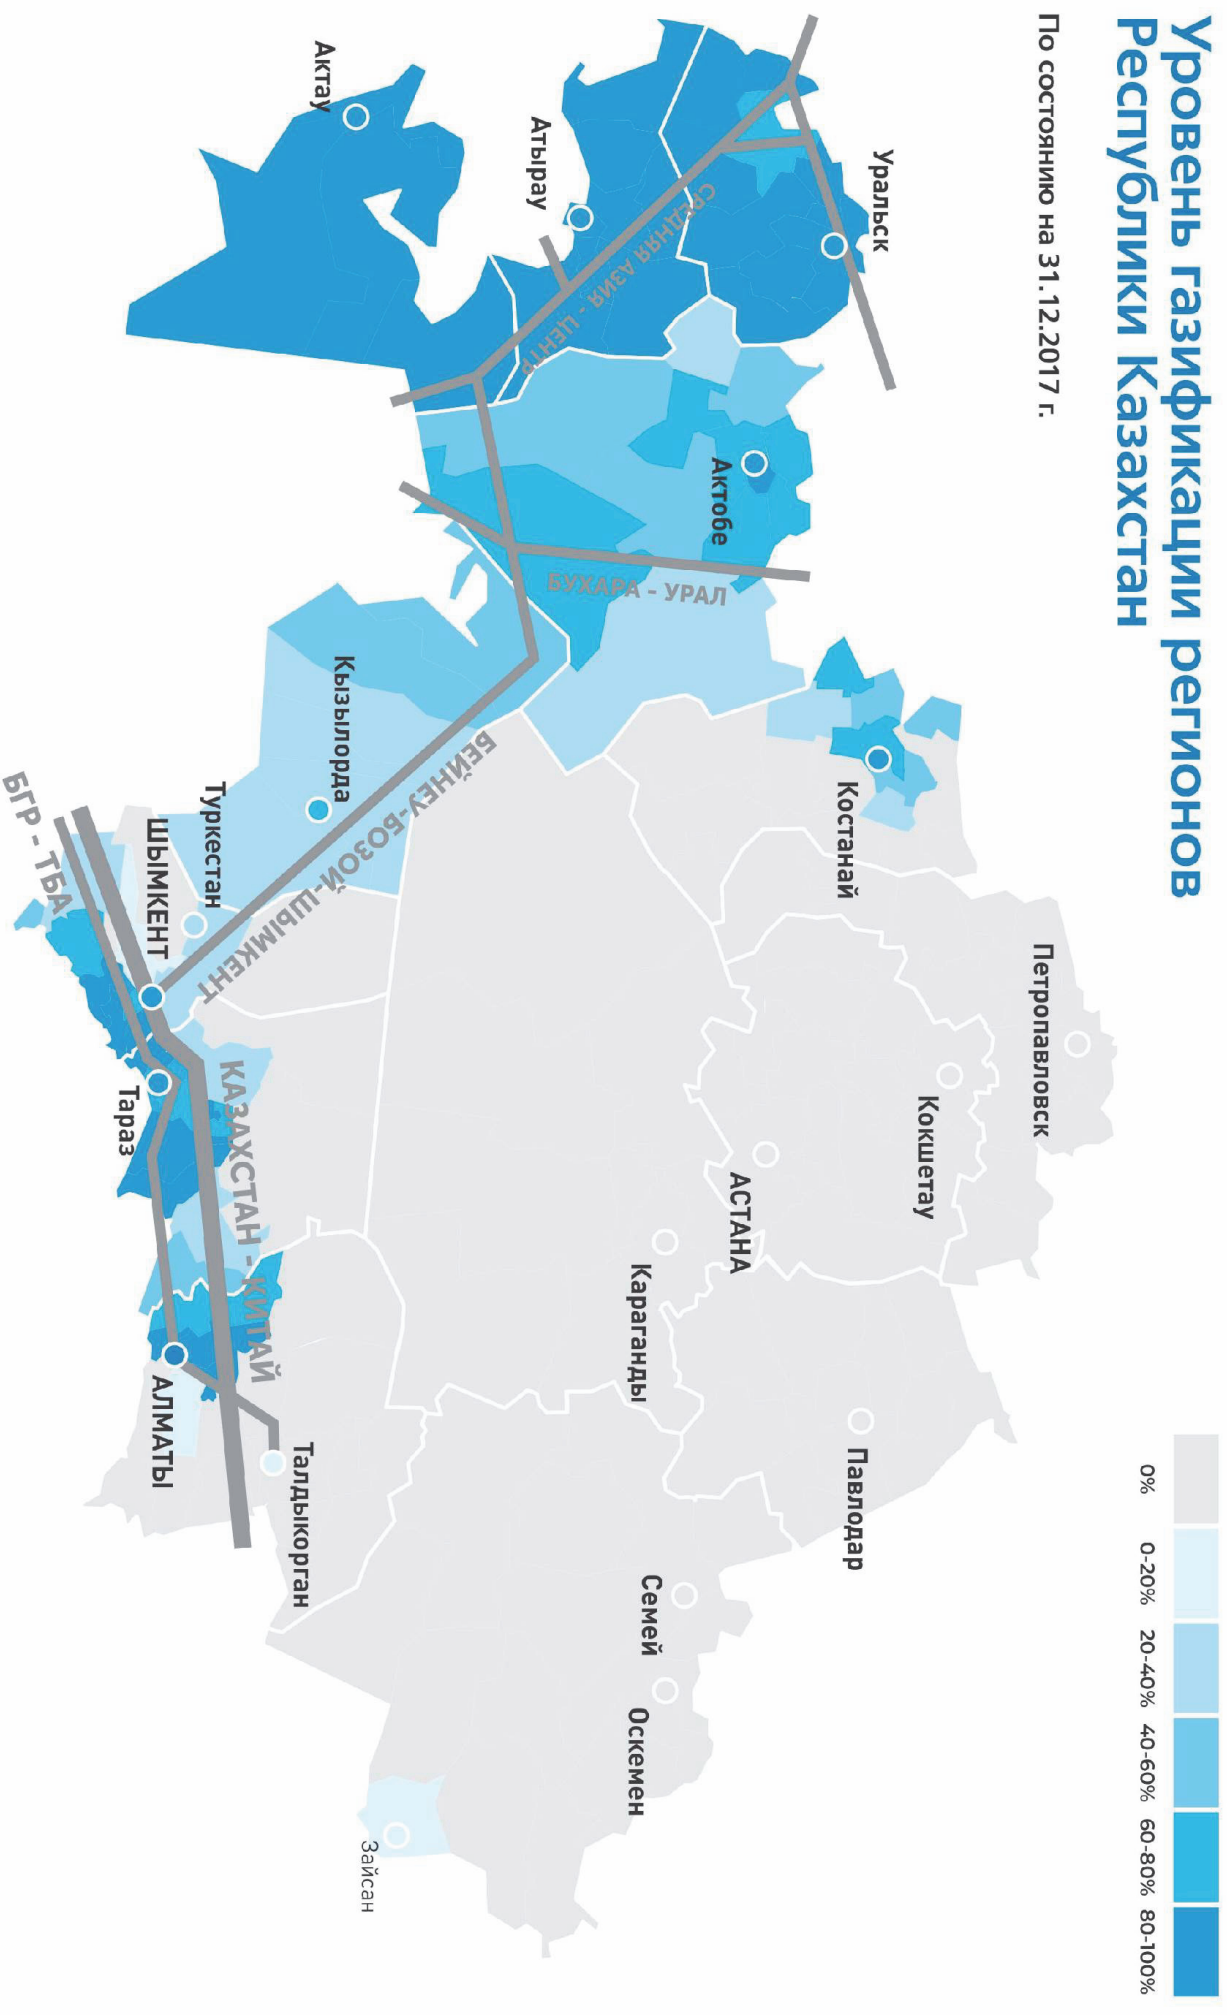 Уровень газификации регионов
Республики Казахстан
По состоянию на 31.12.2017 г.
0%
0-20%
20-40%
40-60%
60-80%
80-100%
Уральск
Атырау
Актау
СРЕДНЯЯ АЗИЯ - ЦЕНТР
Актобе
БУХАРА - УРАЛ
Костанай
Петропавловск
Кокшетау
АСТАНА
Павлодар
Караганды
Семей
Оскемен
Зайсан
Кызылорда
БЕЙНЕУ-БОЗОЙ-ШЫМКЕНТ
Туркестан
ШЫМКЕНТ
БГР - ТБА
Тараз
КАЗАХСТАН - КИТАЙ
АЛМАТЫ
Талдыкорган